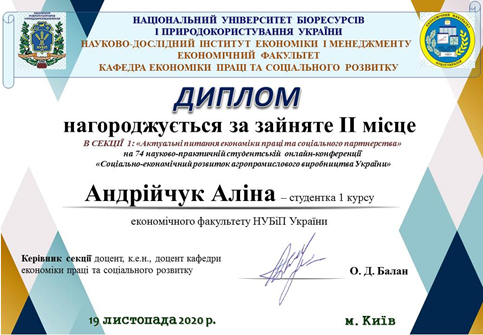 НАЦІОНАЛЬНИЙ УНІВЕРСИТЕТ БІОРЕСУРСІВ
І ПРИРОДОКОРИСТУВАННЯ УКРАЇНИ
НАУКОВО-ДОСЛІДНИЙ ІНСТИТУТ ЕКОНОМІКИ І МЕНЕДЖМЕНТУ
ЕКОНОМІЧНИЙ ФАКУЛЬТЕТ
КАФЕДРА ЕКОНОМІКИ ПРАЦІ ТА СОЦІАЛЬНОГО РОЗВИТКУ
ДИПЛОМ
нагороджується за зайняте ІІ місце
В СЕКЦІЇ 1: «Актуальні питання економіки праці та соціального партнерства»
на 74 науково-практичній студентській онлайн-конференції
«Соціально-економічний розвиток агропромислового виробництва України»
Андрійчук Аліна – студентка 1 курсу
економічного факультету НУБіП України
Керівник секції доцент, к.е.н., доцент кафедри
економіки праці та соціального розвитку
О. Д. Балан
19 листопада 2020 р.
м. Київ